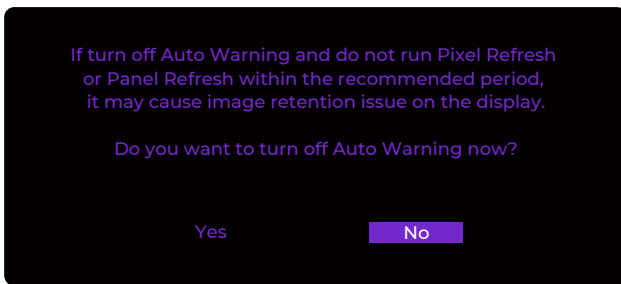 If turn off Auto Warning and do not run Pixel Refresh
or Panel Refresh within the recommended period,
it may cause image retention issue on the display.
Do you want to turn off Auto Warning now?
Yes No